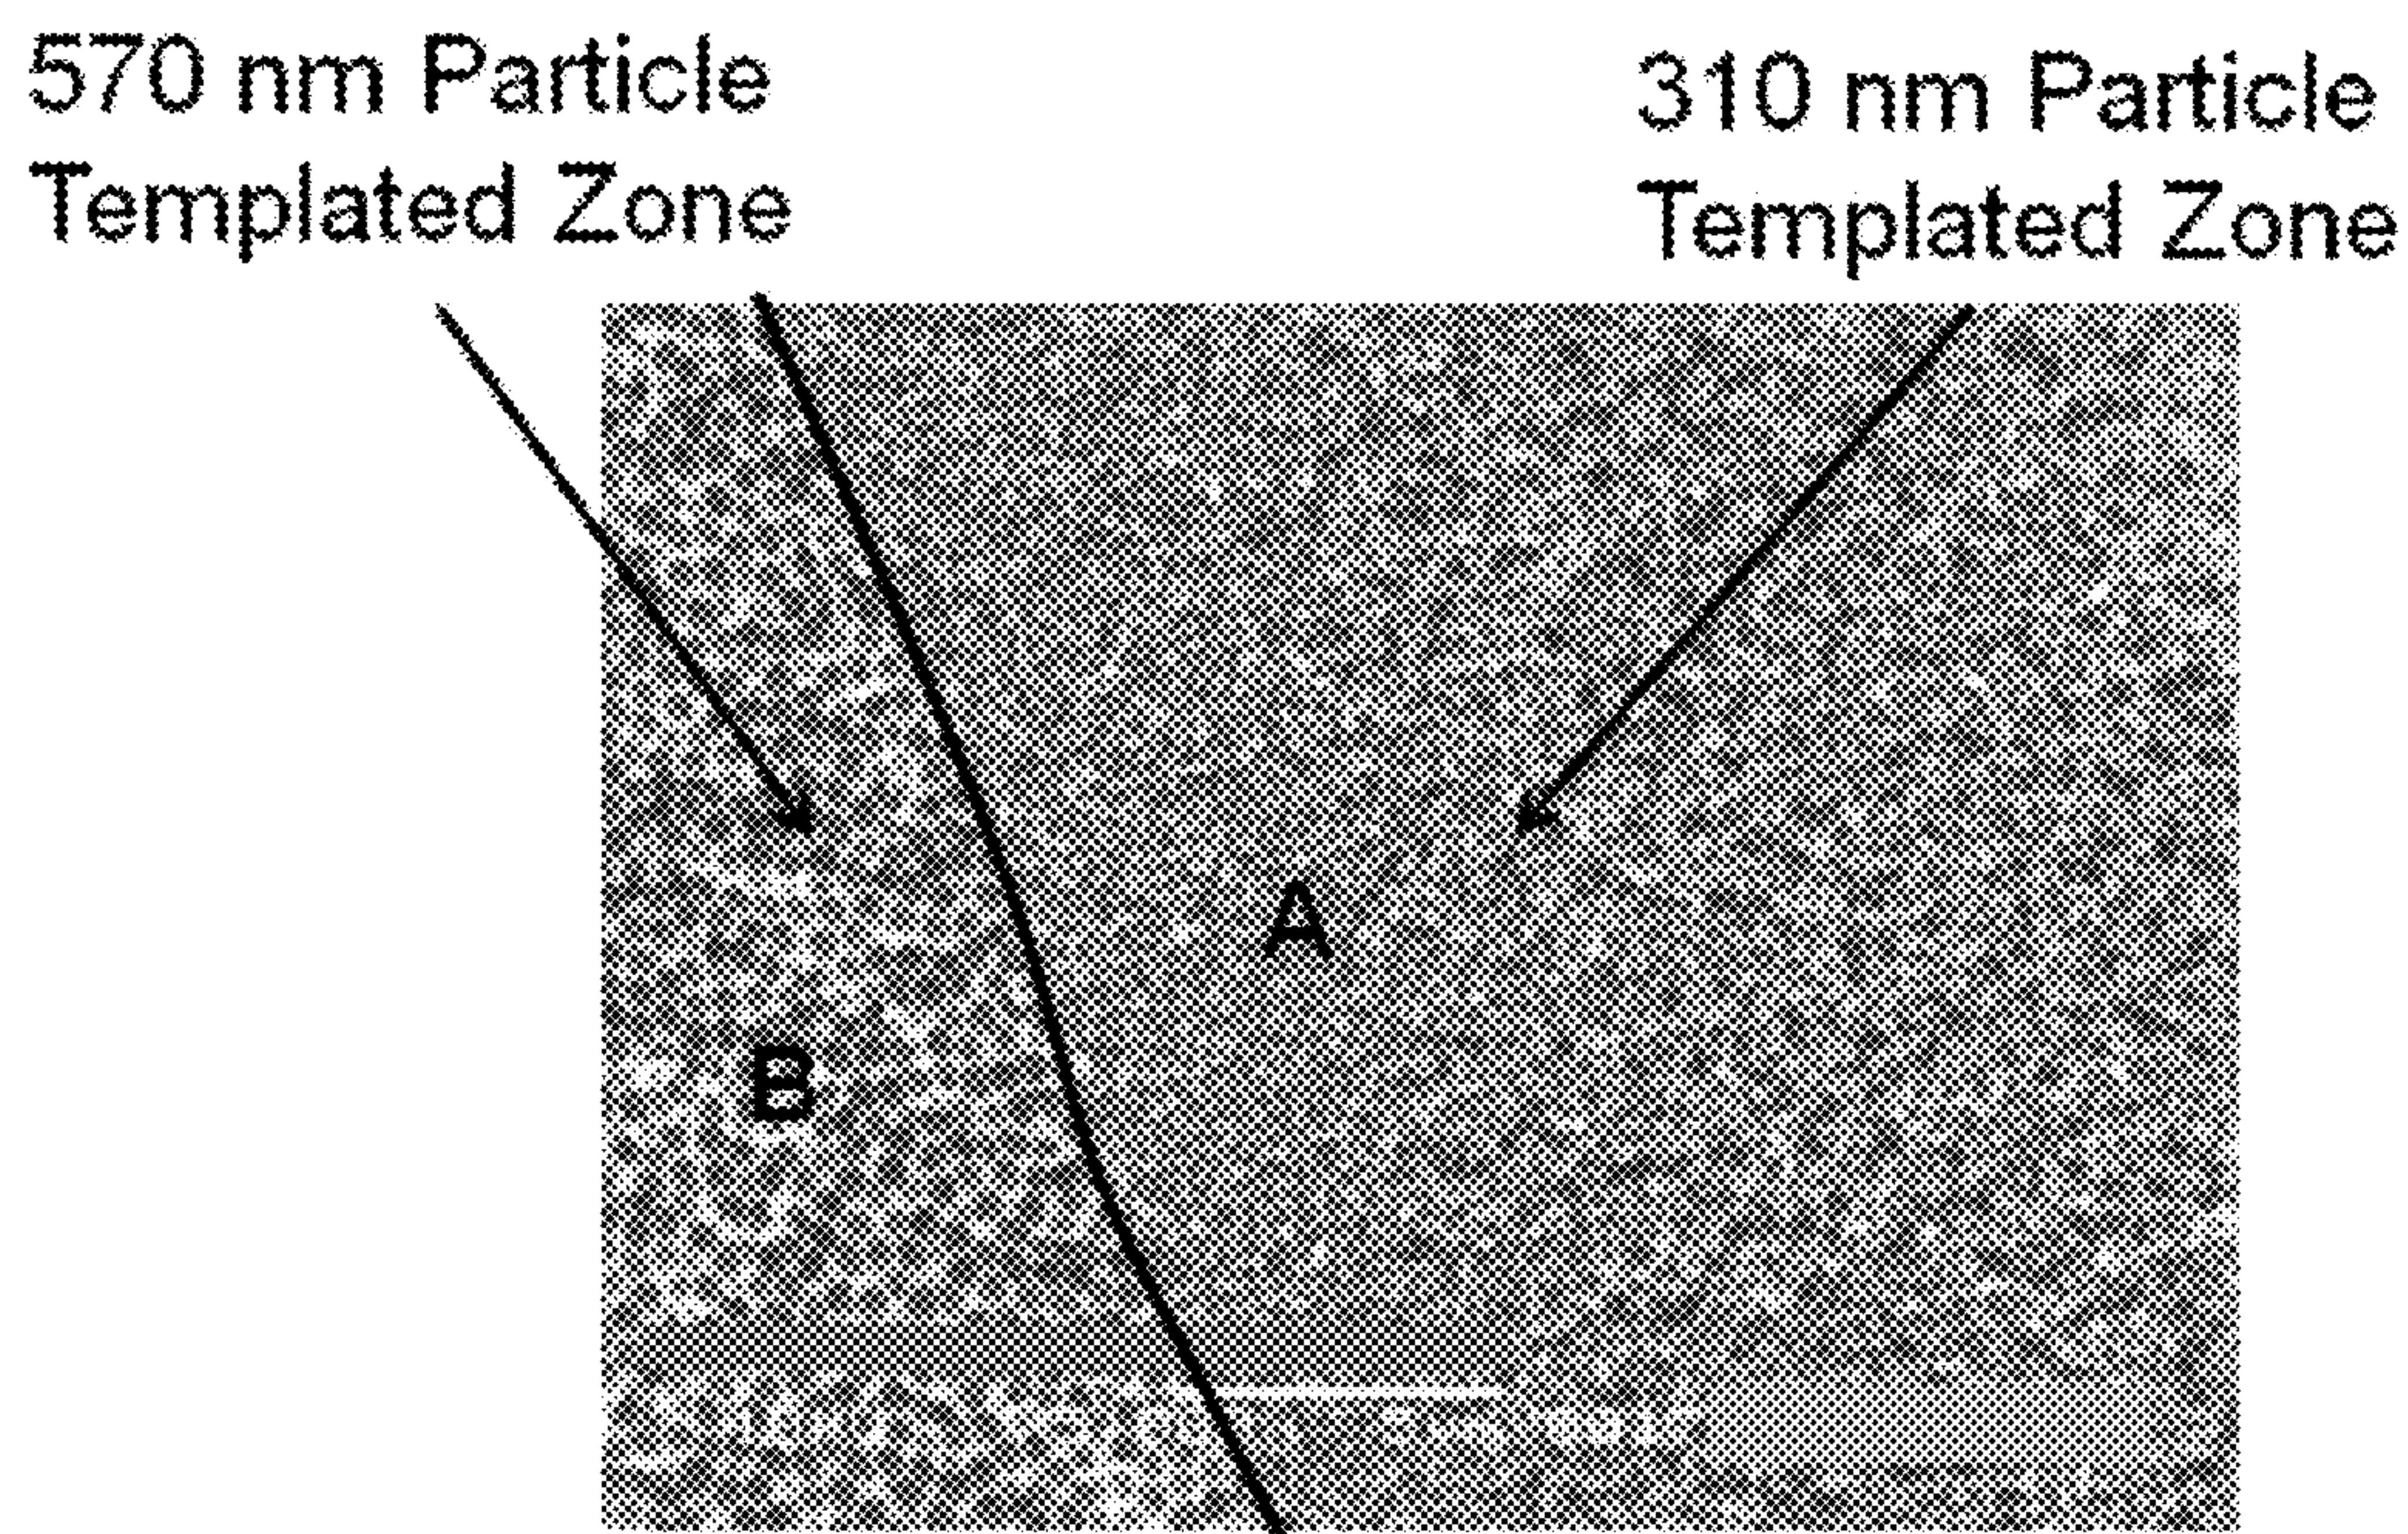 570 nm Particle
Templated Zone
310 nm Particle
Templated Zone
A
B